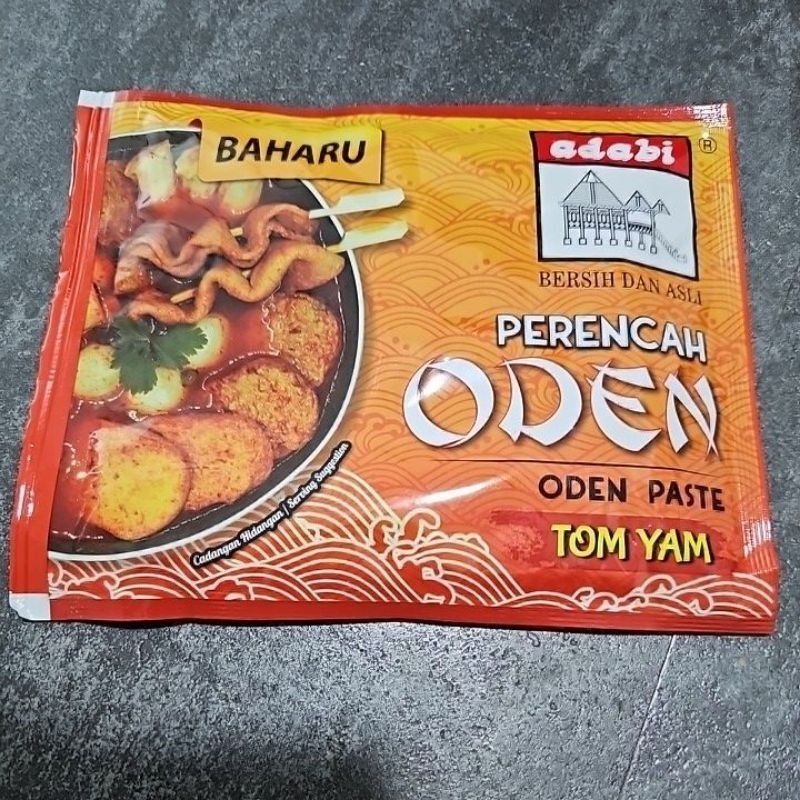 BAHARU
adabi
®
BERSIH DAN ASLI
PERENCAH
ODEN
ODEN PASTE
TOM YAM
Cadangan Hidangan | Serving Suggestion